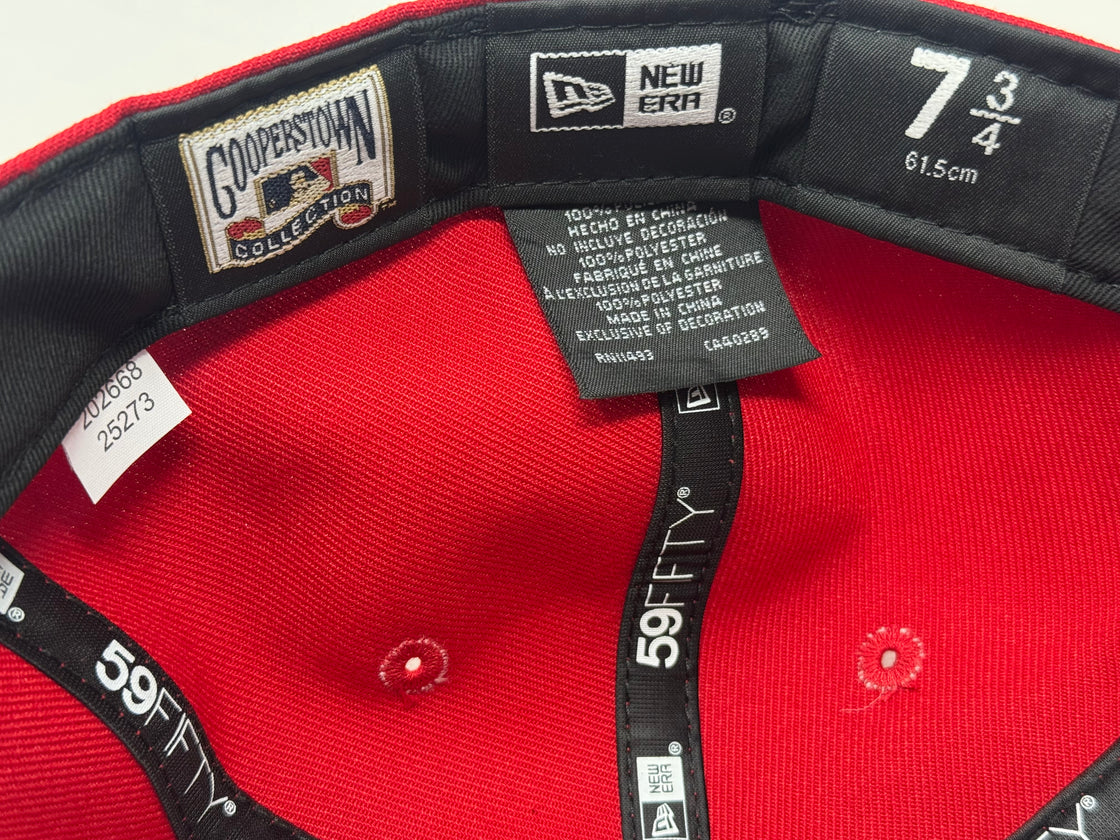 COOPERSTOWN
COLLECTION
NEW
ERA®
7 3/4
61.5cm
100% POLI
HECHO EN CHINA
NO INCLUYE DECORACIÓN
100% POLYESTER
FABRIQUÉ EN CHINE
À L'EXCLUSION DE LA GARNITURE
100% POLYESTER
MADE IN CHINA
EXCLUSIVE OF DECORATION
RN11493 CA40289
202668
25273
59FIFTY®
59FIFTY®
NEW
ERA®